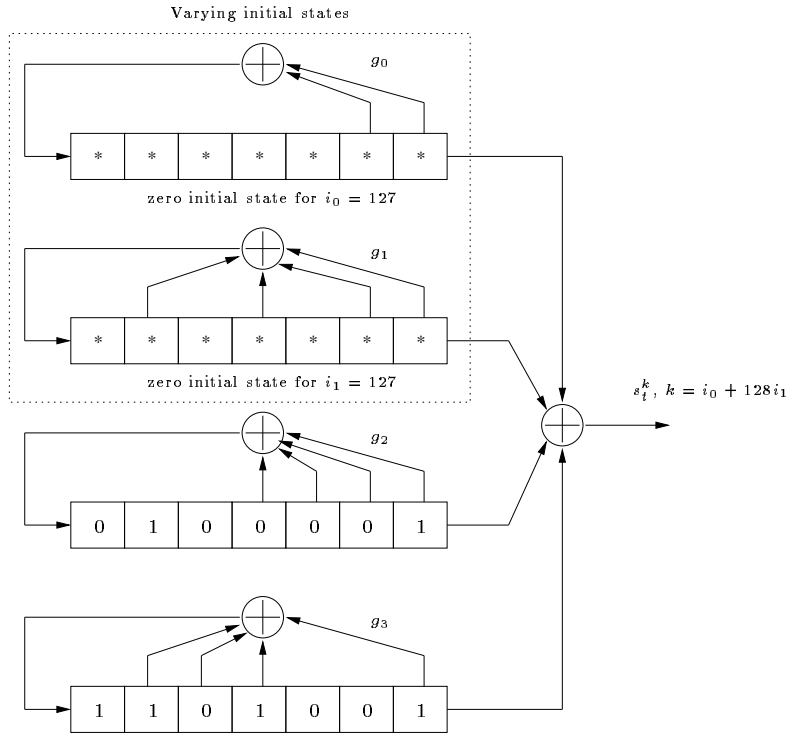 Varying initial states
g₀
* * * * * * *
zero initial state for i₀ = 127
g₁
* * * * * * *
zero initial state for i₁ = 127
s_t^k, k = i₀ + 128i₁
g₂
0 1 0 0 0 0 1
g₃
1 1 0 1 0 0 1